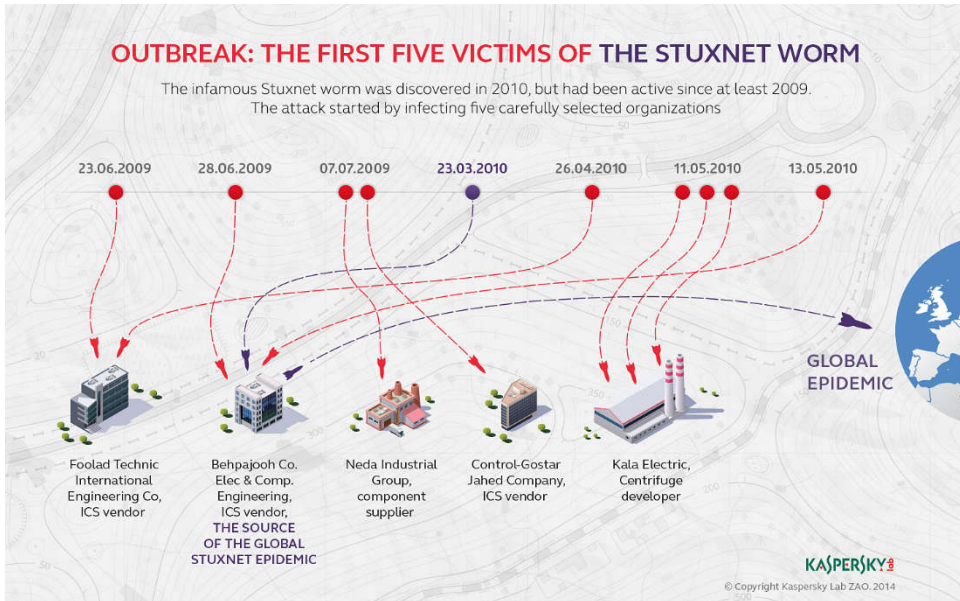 OUTBREAK: THE FIRST FIVE VICTIMS OF THE STUXNET WORM
The infamous Stuxnet worm was discovered in 2010, but had been active since at least 2009.
The attack started by infecting five carefully selected organizations
23.06.2009 28.06.2009 07.07.2009 23.03.2010 26.04.2010 11.05.2010 13.05.2010
GLOBAL
EPIDEMIC
Foolad Technic
International
Engineering Co,
ICS vendor
Behpajooh Co.
Elec & Comp.
Engineering,
ICS vendor,
THE SOURCE
OF THE GLOBAL
STUXNET EPIDEMIC
Neda Industrial
Group,
component
supplier
Control-Gostar
Jahed Company,
ICS vendor
Kala Electric,
Centrifuge
developer
KASPERSKY lab
© Copyright Kaspersky Lab ZAO. 2014